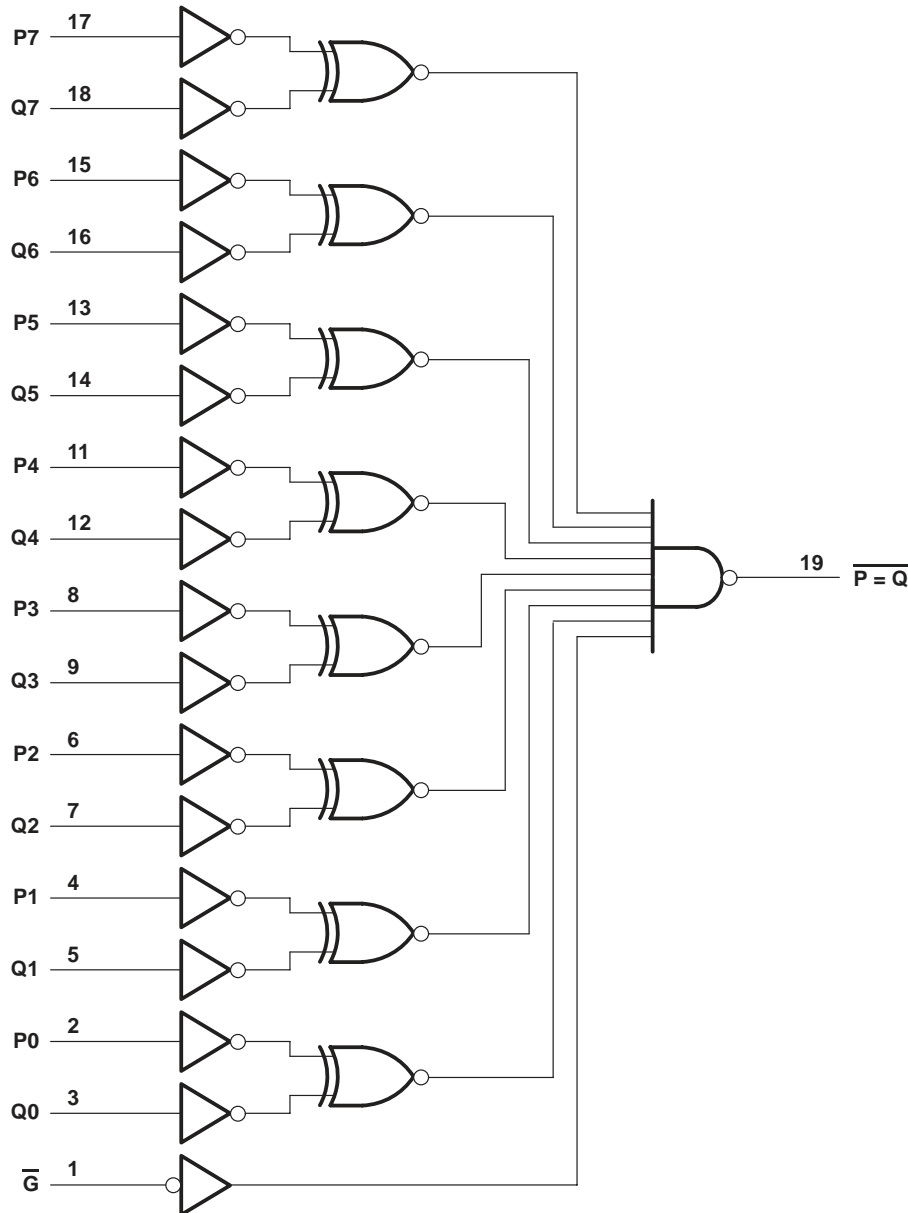 P7 17
Q7 18
P6 15
Q6 16
P5 13
Q5 14
P4 11
Q4 12
P3 8
Q3 9
P2 6
Q2 7
P1 4
Q1 5
P0 2
Q0 3
G̅ 1
19 P̅ ̅=̅ ̅Q̅